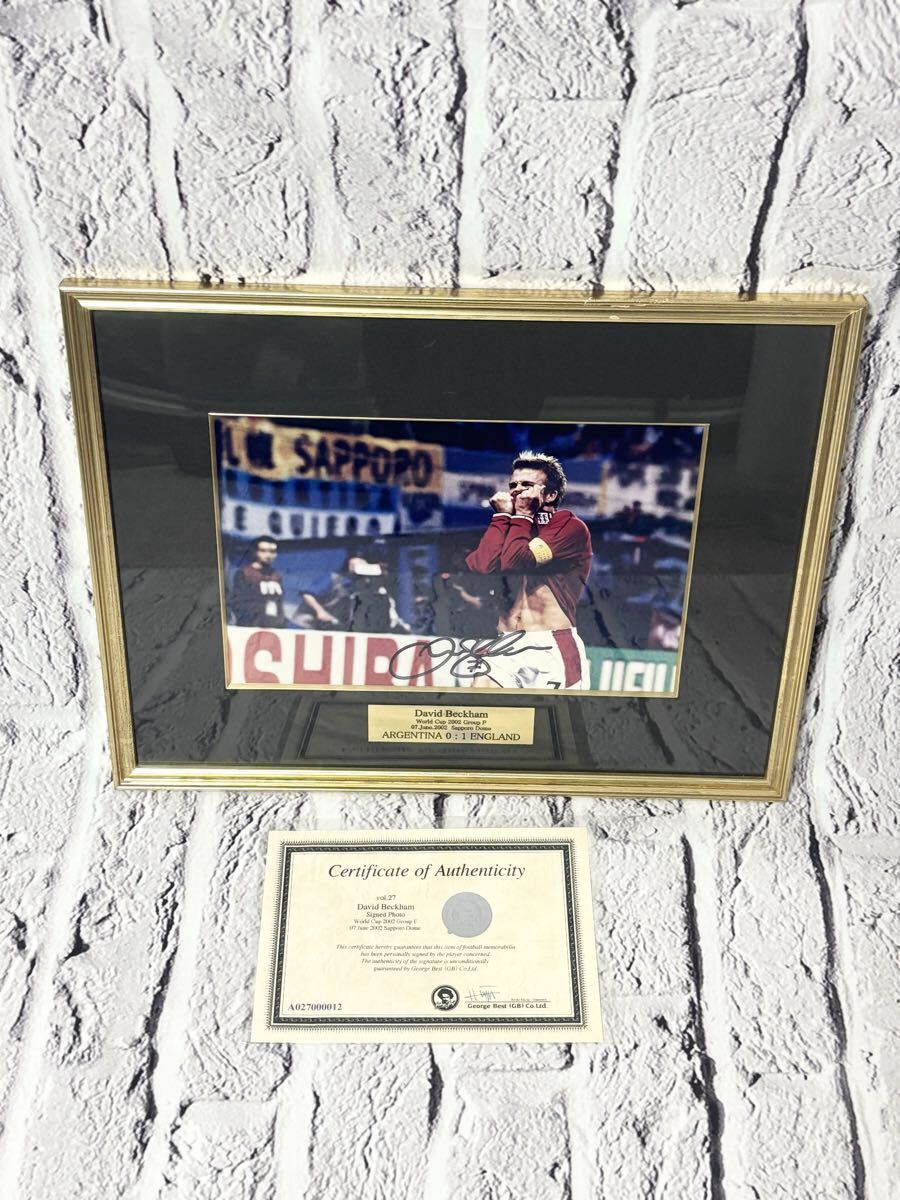 SAPPORO
SHIBA
7
David Beckham
World Cup 2002 Group F
07.June.2002 Sapporo Dome
ARGENTINA 0 : 1 ENGLAND
Certificate of Authenticity
vol.27
David Beckham
Signed Photo
World Cup 2002 Group F
07 June 2002 Sapporo Dome
This certificate hereby guarantees that this item of football memorabilia
has been personally signed by the player concerned.
The authenticity of the signature is unconditionally
guaranteed by George Best (GB) Co.Ltd.
A027000012
George Best (GB) Co.Ltd.